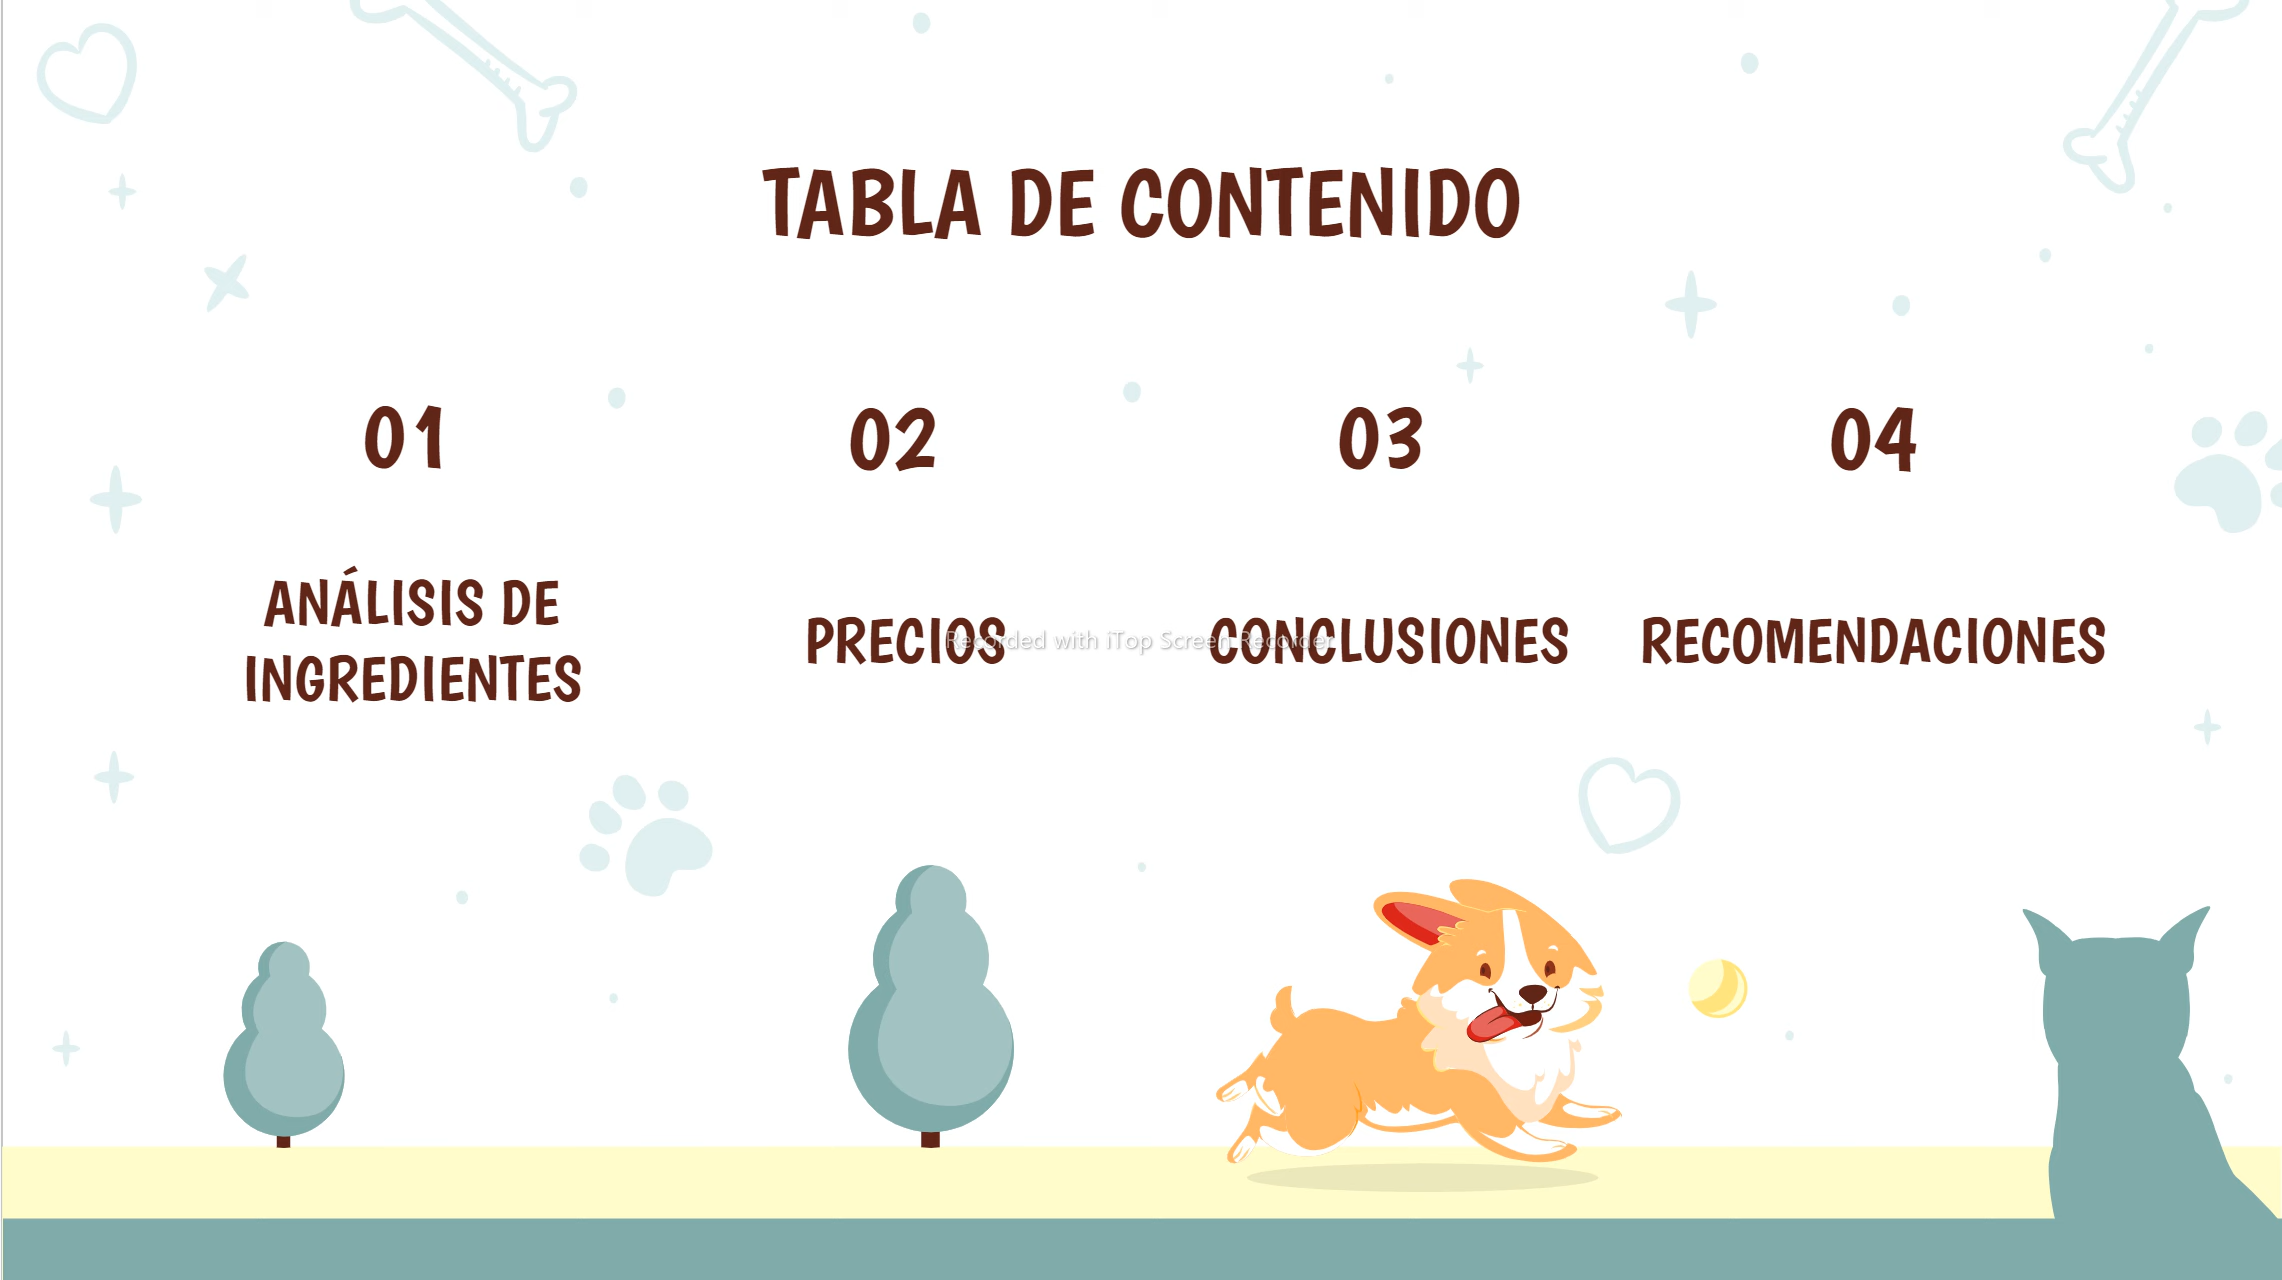 TABLA DE CONTENIDO
01
02
03
04
ANÁLISIS DE
INGREDIENTES
PRECIOS
CONCLUSIONES
RECOMENDACIONES
Recorded with iTop Screen Recorder